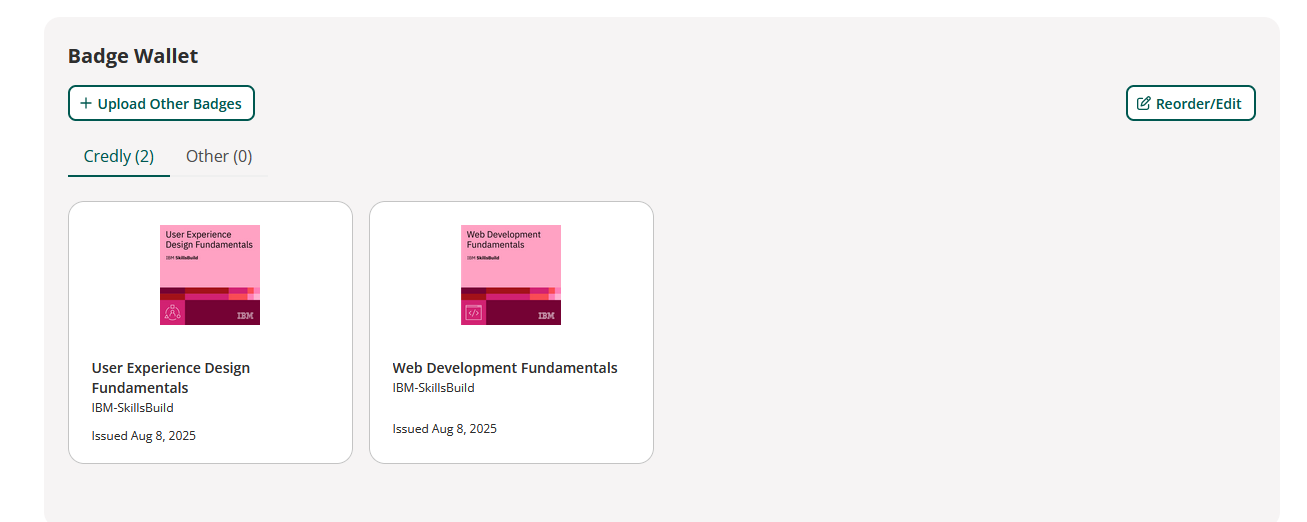 Badge Wallet
+ Upload Other Badges
Reorder/Edit
Credly (2)
Other (0)
User Experience
Design Fundamentals
IBM SkillsBuild
IBM
User Experience Design
Fundamentals
IBM-SkillsBuild
Issued Aug 8, 2025
Web Development
Fundamentals
IBM SkillsBuild
</>
IBM
Web Development Fundamentals
IBM-SkillsBuild
Issued Aug 8, 2025